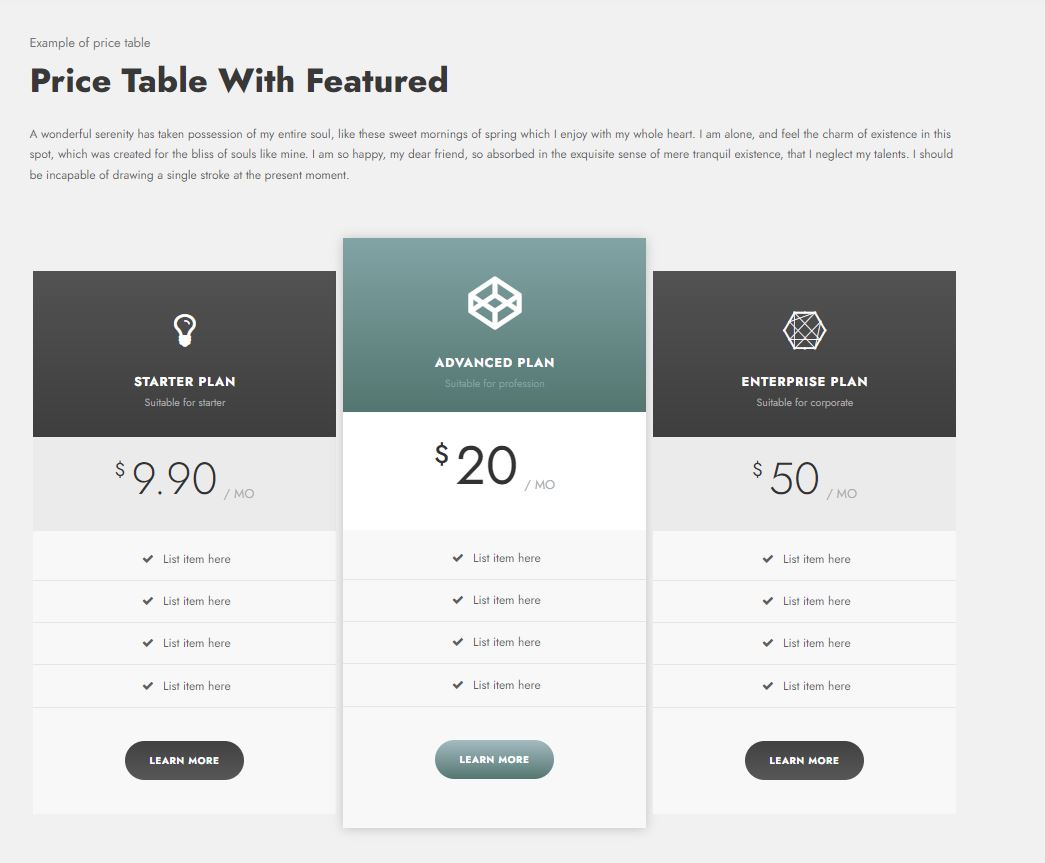 Example of price table
Price Table With Featured
A wonderful serenity has taken possession of my entire soul, like these sweet mornings of spring which I enjoy with my whole heart. I am alone, and feel the charm of existence in this
spot, which was created for the bliss of souls like mine. I am so happy, my dear friend, so absorbed in the exquisite sense of mere tranquil existence, that I neglect my talents. I should
be incapable of drawing a single stroke at the present moment.
STARTER PLAN
Suitable for starter
$ 9.90 / MO
List item here
List item here
List item here
List item here
LEARN MORE
ADVANCED PLAN
Suitable for profession
$ 20 / MO
List item here
List item here
List item here
List item here
LEARN MORE
ENTERPRISE PLAN
Suitable for corporate
$ 50 / MO
List item here
List item here
List item here
List item here
LEARN MORE